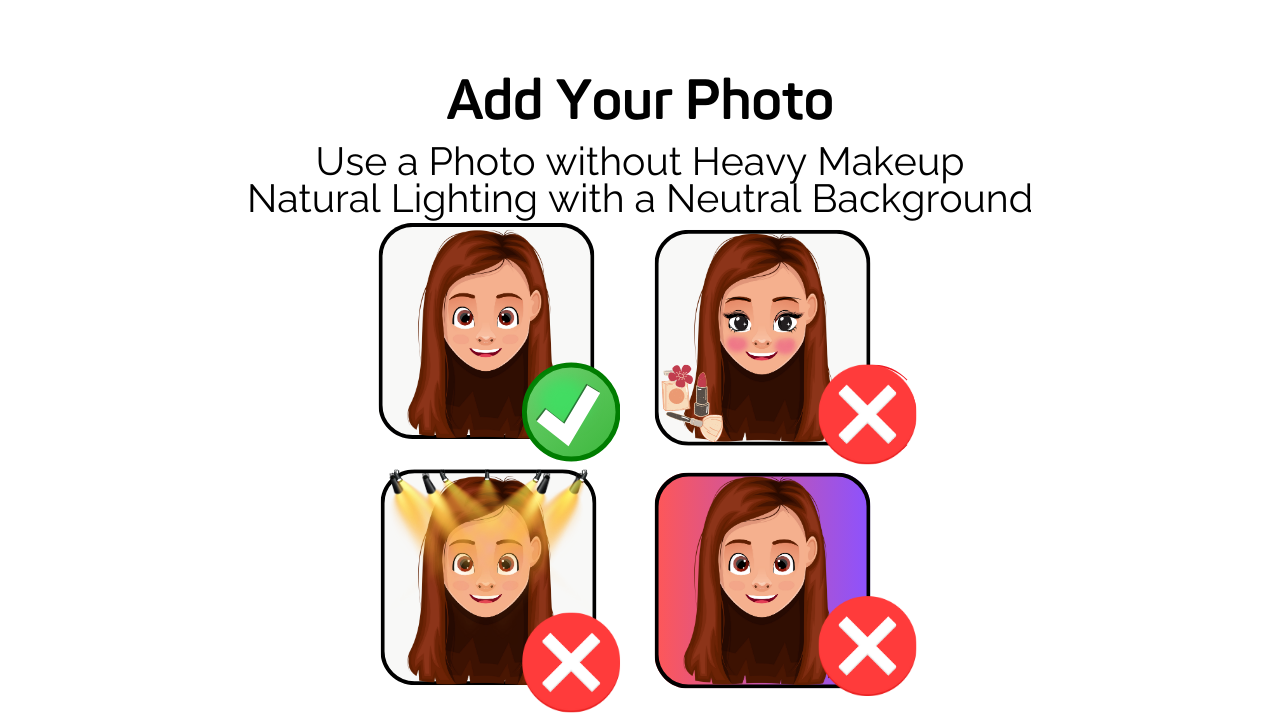 Add Your Photo
Use a Photo without Heavy Makeup
Natural Lighting with a Neutral Background